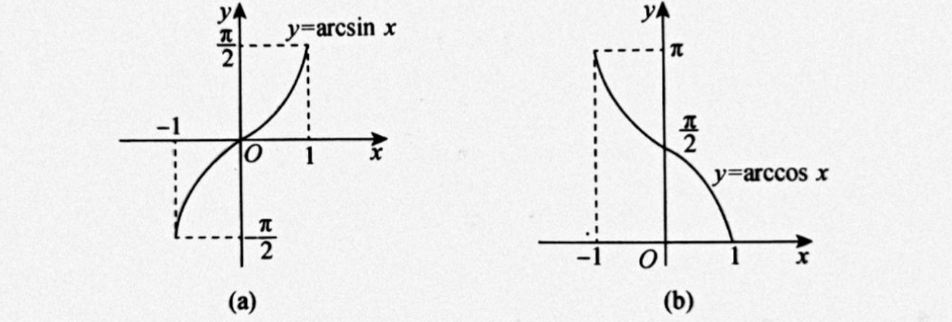 y
π/2
y=arcsin x
-1
O
1
x
-π/2
(a)
y
π
π/2
y=arccos x
-1
O
1
x
(b)